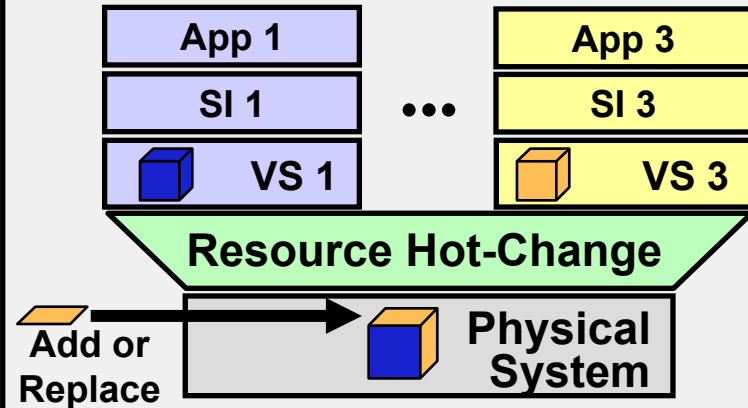 App 1
App 3
SI 1
...
SI 3
VS 1
VS 3
Resource Hot-Change
Add or
Replace
Physical
System